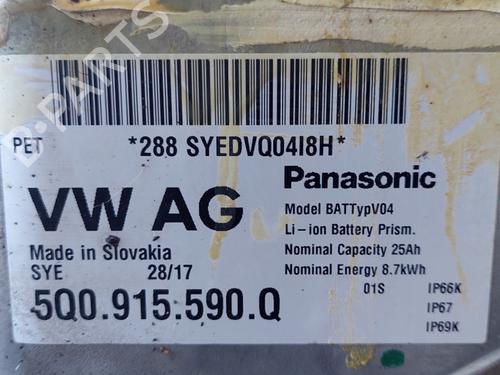 PET *288 SYEDVQ04I8H*
VW AG
Panasonic
Model BATTypV04
Li-ion Battery Prism.
Nominal Capacity 25Ah
Nominal Energy 8.7kWh
Made in Slovakia
SYE 28/17
01S IP66K
IP67
IP69K
5Q0.915.590.Q
B-PARTS